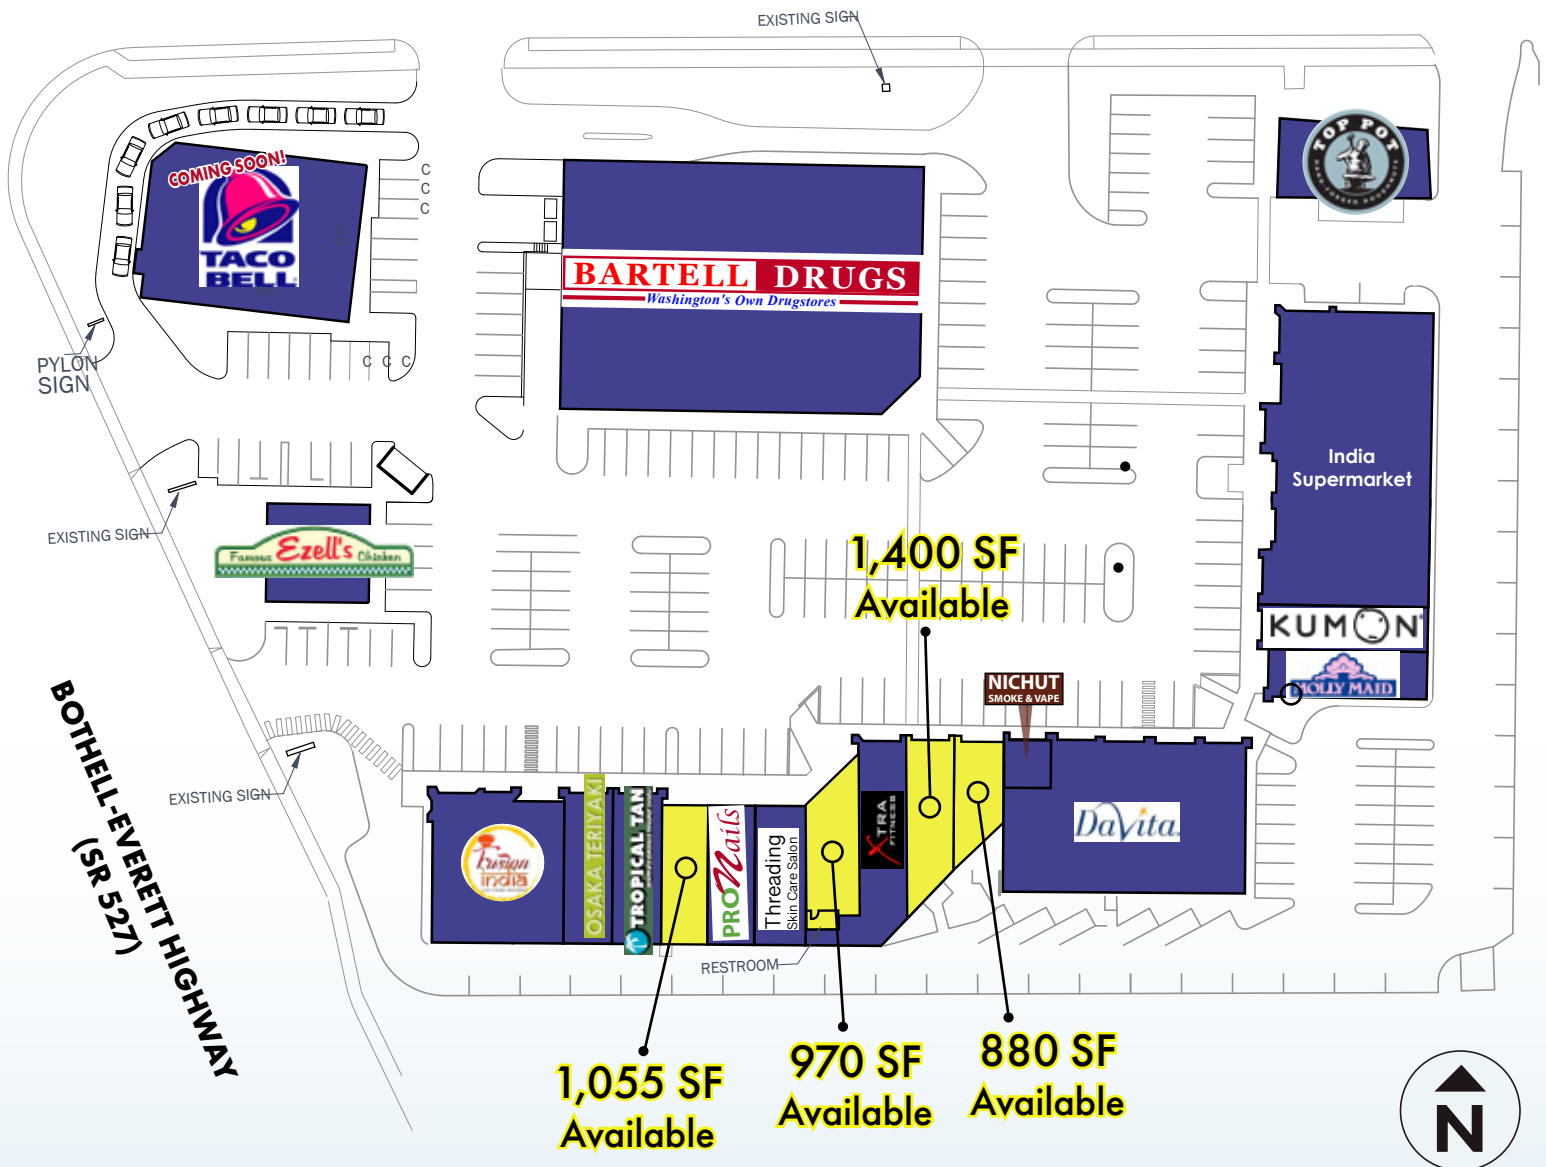 EXISTING SIGN
COMING SOON!
TACO
BELL
C
C
C
C C C
BARTELL DRUGS
Washington's Own Drugstores
TOP POT
HAND-FORGED DOUGHNUTS
PYLON
SIGN
India
Supermarket
EXISTING SIGN
Famous Ezell's Chicken
1,400 SF
Available
KUMON
MOLLY MAID
NICHUT
SMOKE & VAPE
BOTHELL-EVERETT HIGHWAY
(SR 527)
EXISTING SIGN
fusion
india
OSAKA TERIYAKI
TROPICAL TAN
PRO Nails
Threading
Skin Care Salon
XTRA
FITNESS
DaVita
RESTROOM
1,055 SF
Available
970 SF
Available
880 SF
Available
N